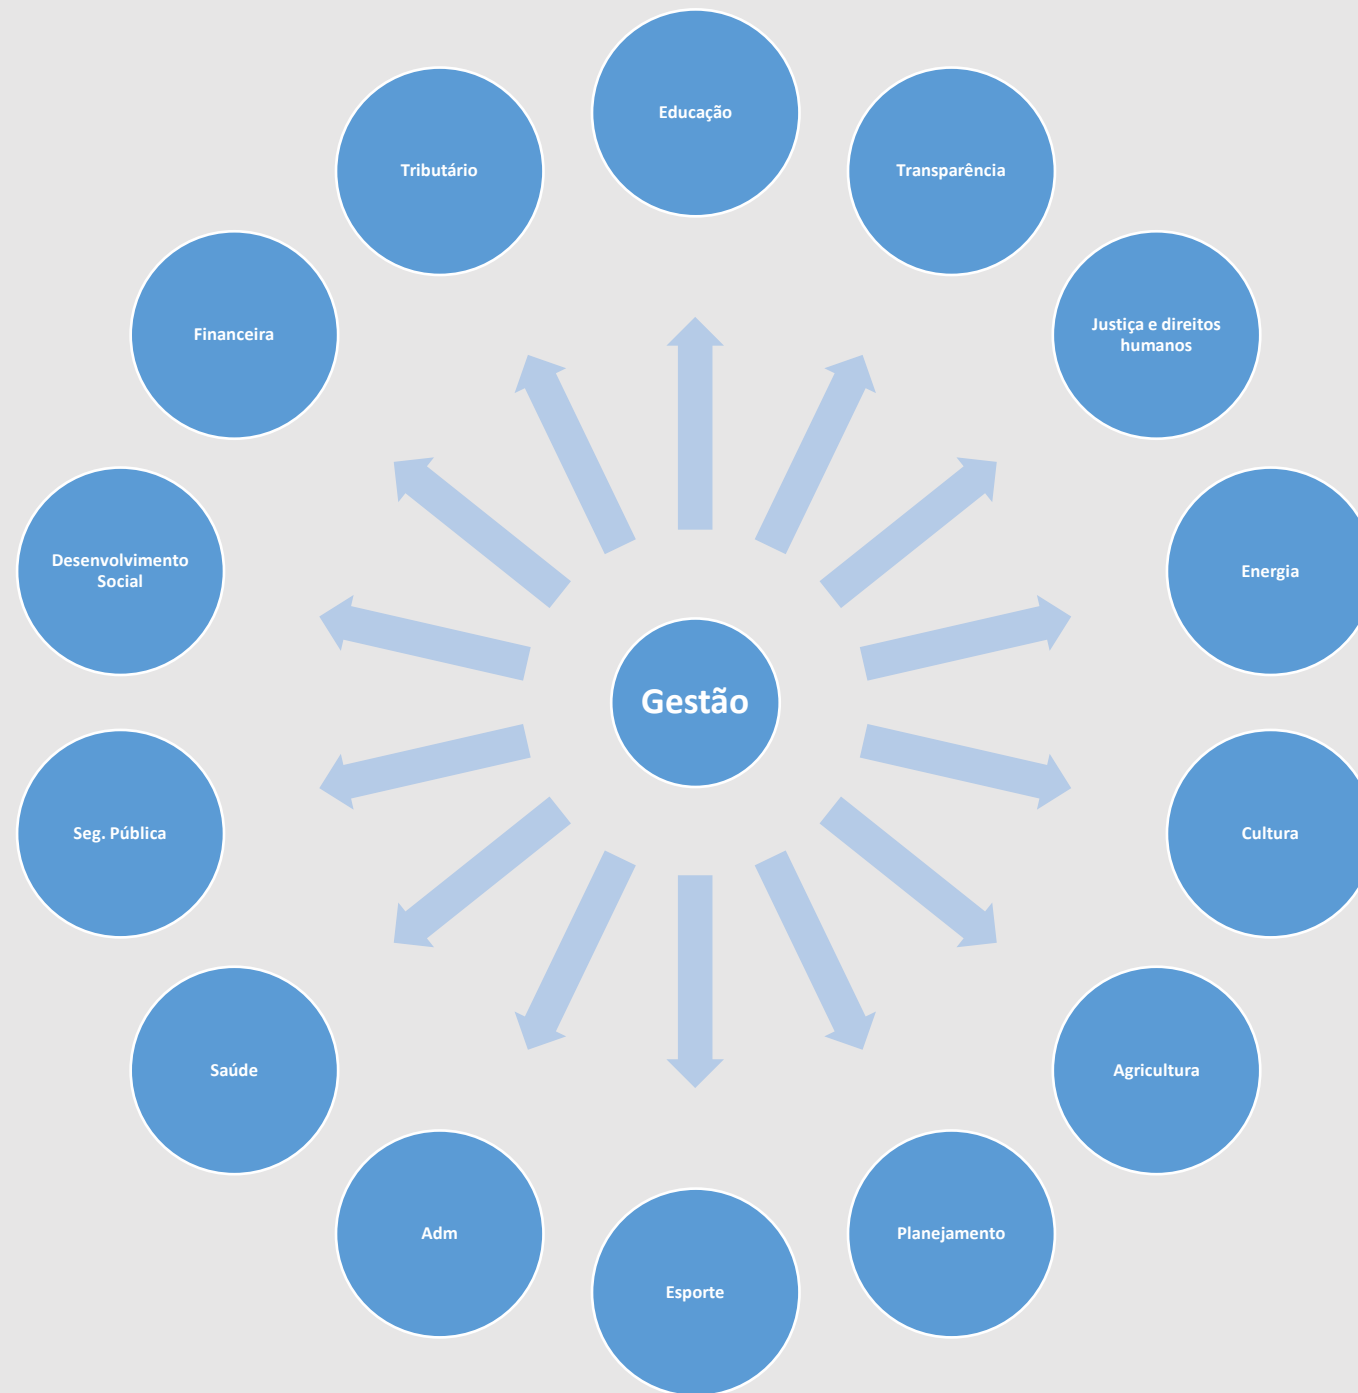 Educação
Tributário
Transparência
Financeira
Justiça e direitos
humanos
Desenvolvimento
Social
Energia
Gestão
Seg. Pública
Cultura
Saúde
Agricultura
Adm
Planejamento
Esporte